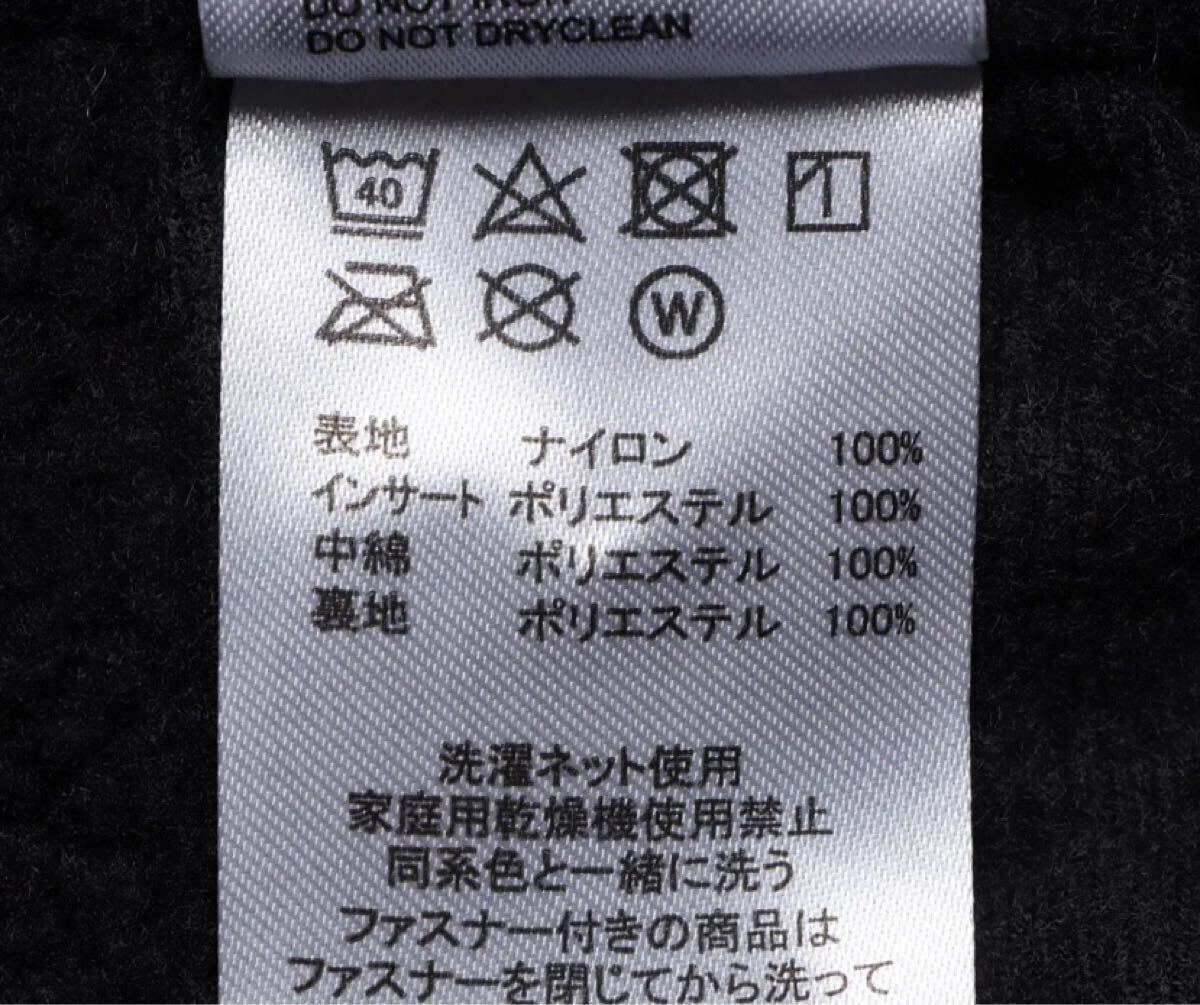 DO NOT IRON
DO NOT DRYCLEAN
40
W
表地 ナイロン 100%
インサート ポリエステル 100%
中綿 ポリエステル 100%
裏地 ポリエステル 100%
洗濯ネット使用
家庭用乾燥機使用禁止
同系色と一緒に洗う
ファスナー付きの商品は
ファスナーを閉じてから洗って